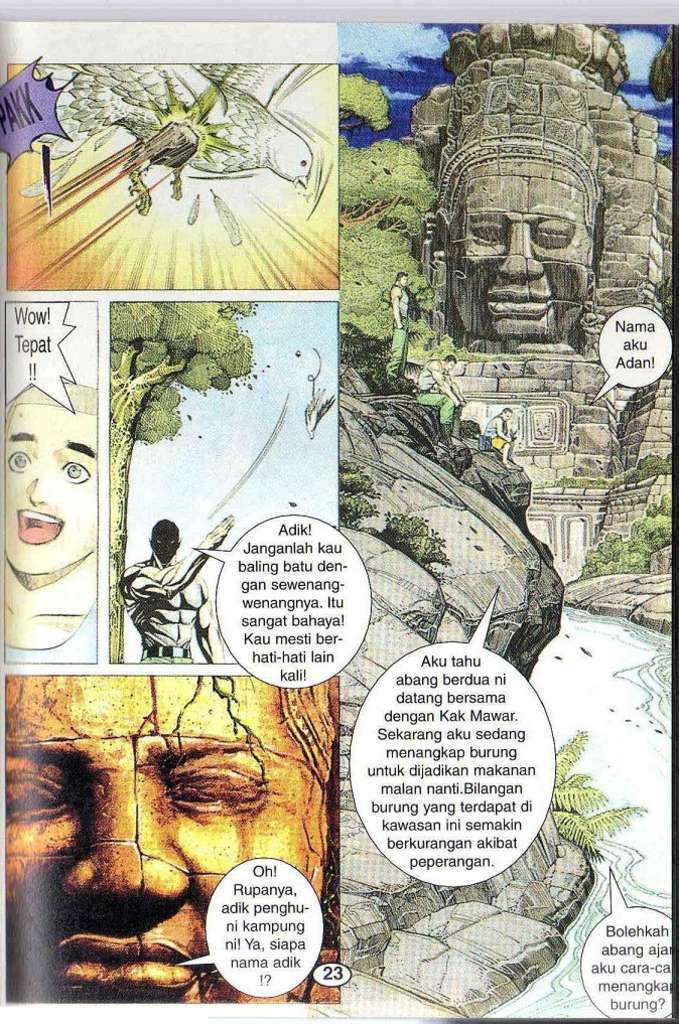 PAKK
Wow!
Tepat
!!
Adik!
Janganlah kau
baling batu den-
gan sewenang-
wenangnya. Itu
sangat bahaya!
Kau mesti ber-
hati-hati lain
kali!
Oh!
Rupanya,
adik penghu-
ni kampung
ni! Ya, siapa
nama adik
!?
23
Nama
aku
Adan!
Aku tahu
abang berdua ni
datang bersama
dengan Kak Mawar.
Sekarang aku sedang
menangkap burung
untuk dijadikan makanan
malan nanti.Bilangan
burung yang terdapat di
kawasan ini semakin
berkurangan akibat
peperangan.
Bolehkah
abang ajar
aku cara-ca
menangka
burung?